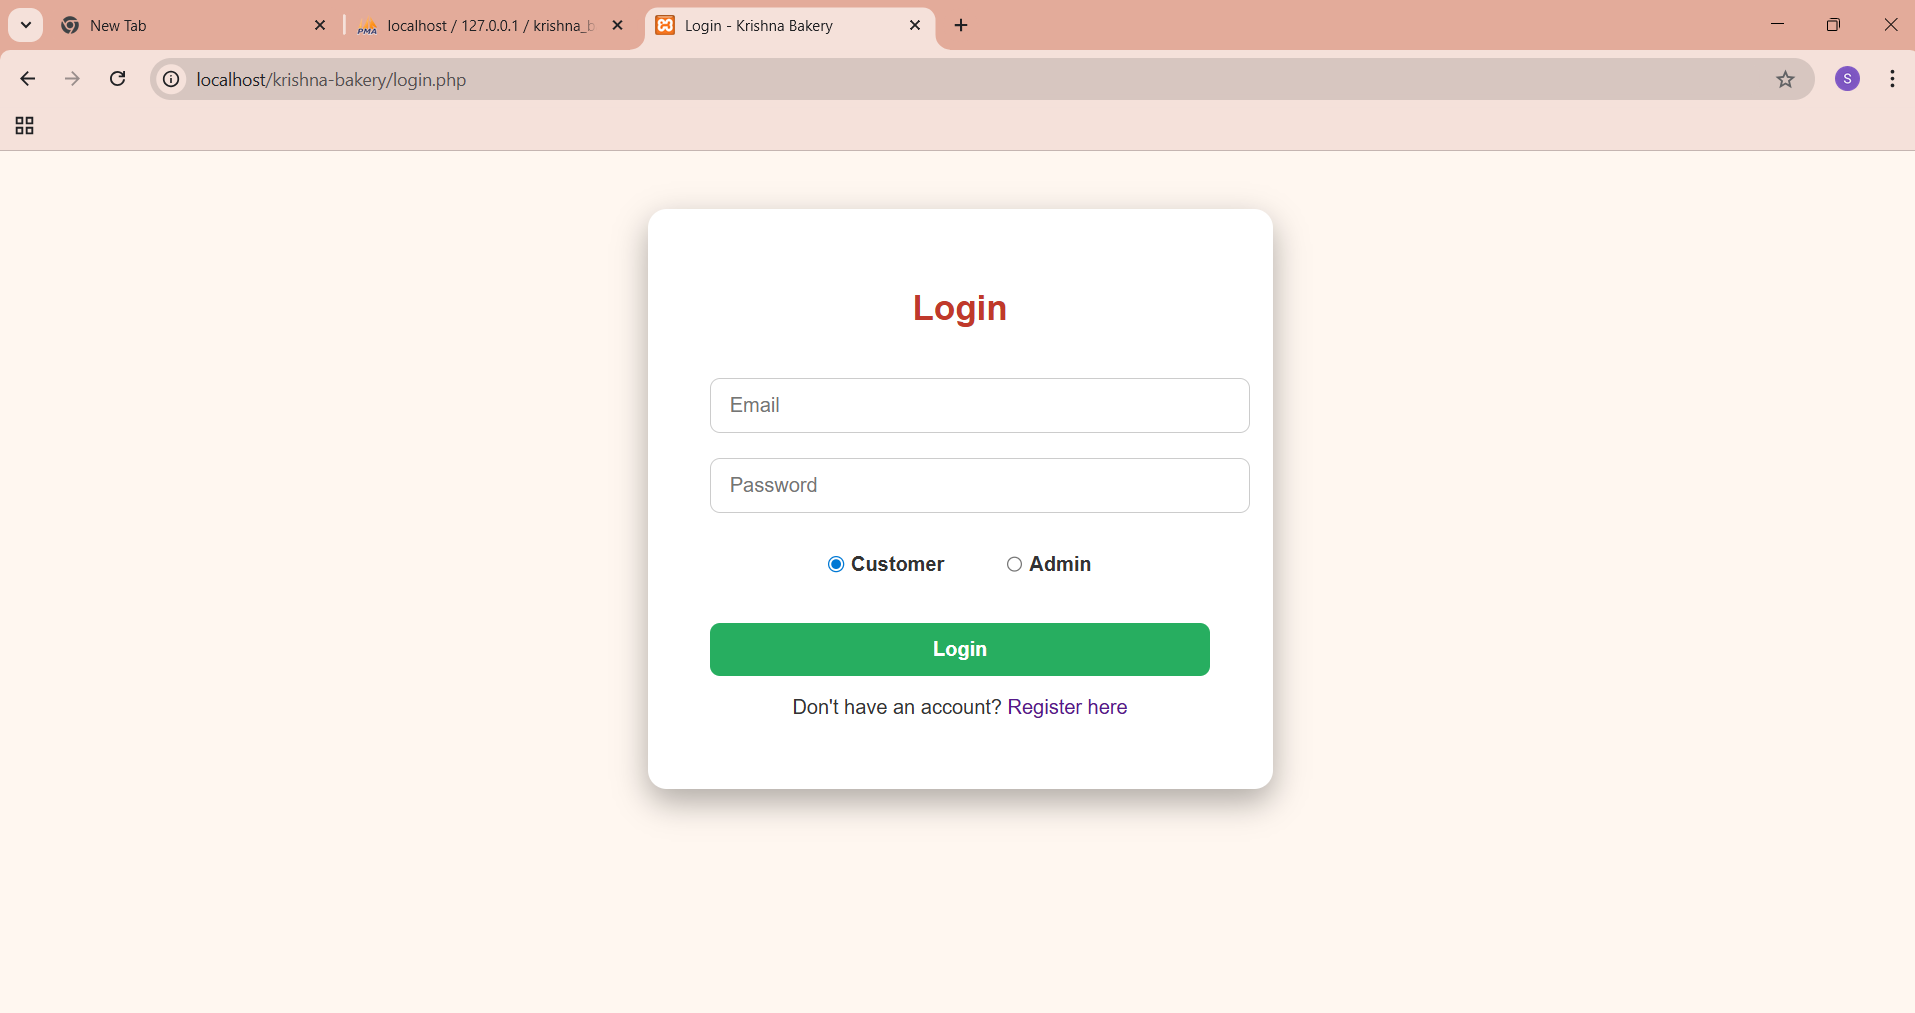 New Tab
localhost / 127.0.0.1 / krishna_b
Login - Krishna Bakery
localhost/krishna-bakery/login.php
S
Login
Email
Password
Customer Admin
Login
Don't have an account? Register here